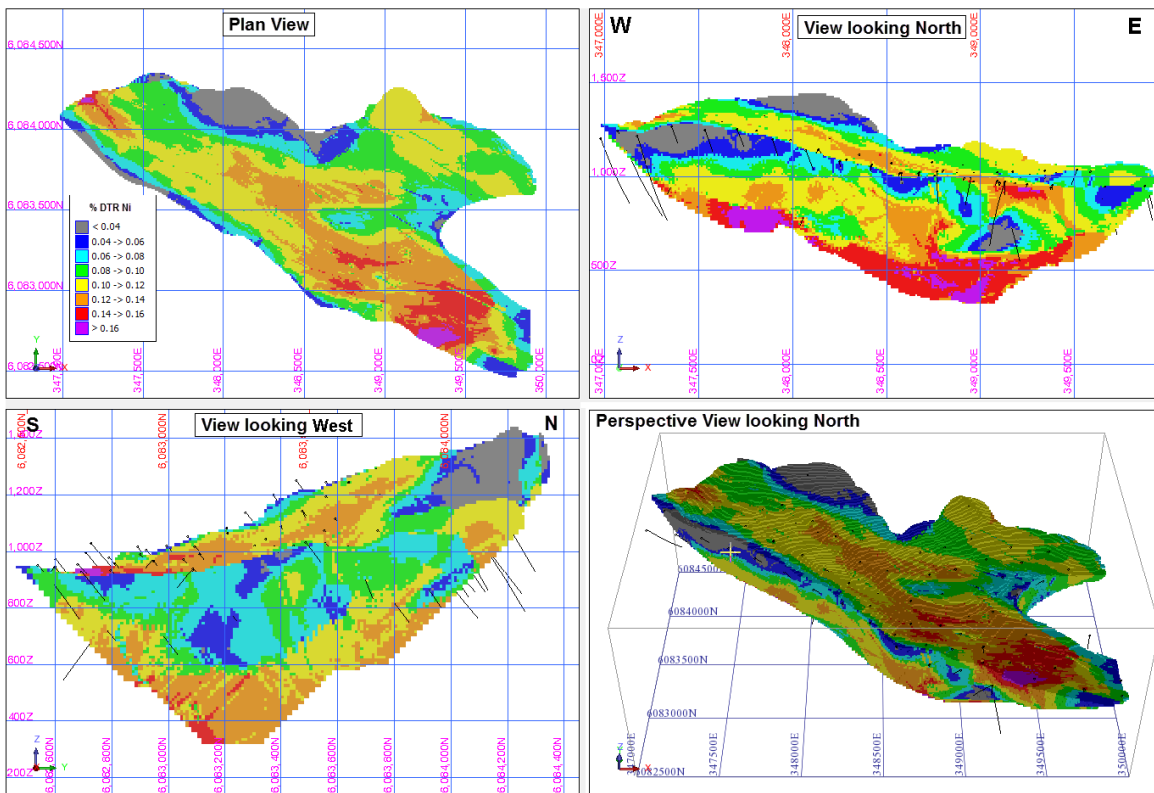 Plan View
6,084,500N
6,084,000N
6,083,500N
6,083,000N
% DTR Ni
< 0.04
0.04 -> 0.06
0.06 -> 0.08
0.08 -> 0.10
0.10 -> 0.12
0.12 -> 0.14
0.14 -> 0.16
> 0.16
Y
X
347,500E
348,000E
348,500E
349,000E
349,500E
350,000E
W
View looking North
E
347,000E
348,000E
349,000E
1,500Z
1,000Z
500Z
Z
X
347,000E
347,500E
348,000E
348,500E
349,000E
349,500E
S
View looking West
N
6,083,000N
6,084,000N
1,200Z
1,000Z
800Z
600Z
400Z
200Z
Z
Y
6,082,800N
6,083,000N
6,083,200N
6,083,400N
6,083,600N
6,083,800N
6,084,000N
6,084,200N
6,084,400N
Perspective View looking North
6084500N
6084000N
6083500N
6083000N
6082500N
Z
X
347000E
347500E
348000E
348500E
349000E
349500E
350000E